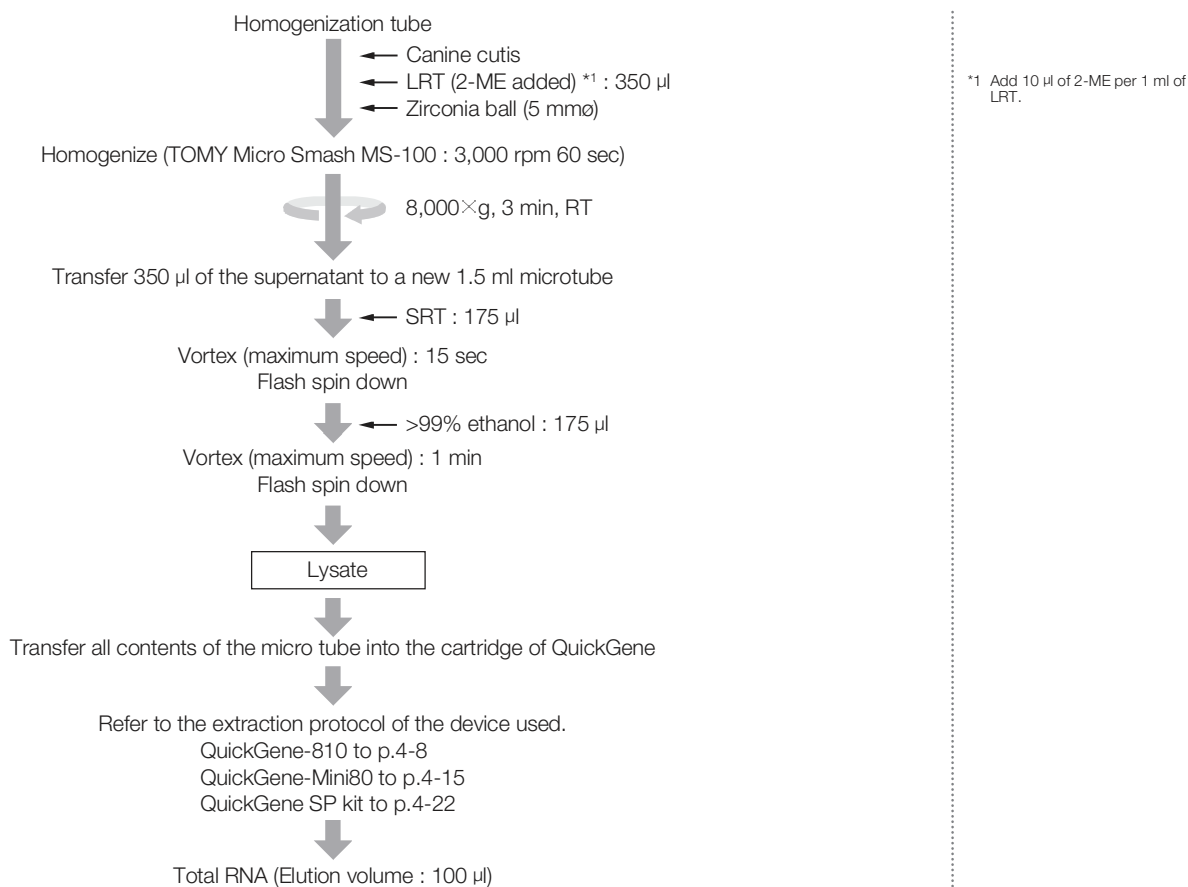 Homogenization tube
Canine cutis
LRT (2-ME added) *1 : 350 μl
Zirconia ball (5 mmø)
*1 Add 10 μl of 2-ME per 1 ml of
LRT.
Homogenize (TOMY Micro Smash MS-100 : 3,000 rpm 60 sec)
8,000×g, 3 min, RT
Transfer 350 μl of the supernatant to a new 1.5 ml microtube
SRT : 175 μl
Vortex (maximum speed) : 15 sec
Flash spin down
>99% ethanol : 175 μl
Vortex (maximum speed) : 1 min
Flash spin down
Lysate
Transfer all contents of the micro tube into the cartridge of QuickGene
Refer to the extraction protocol of the device used.
QuickGene-810 to p.4-8
QuickGene-Mini80 to p.4-15
QuickGene SP kit to p.4-22
Total RNA (Elution volume : 100 μl)